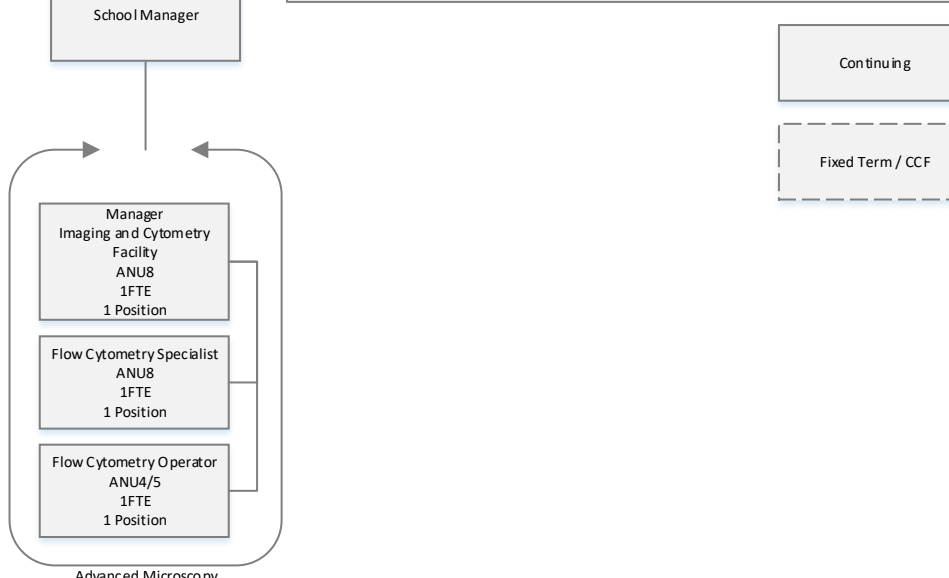 School Manager
Continuing
Fixed Term / CCF
Manager
Imaging and Cytometry
Facility
ANU8
1FTE
1 Position
Flow Cytometry Specialist
ANU8
1FTE
1 Position
Flow Cytometry Operator
ANU4/5
1FTE
1 Position
Advanced Microscopy